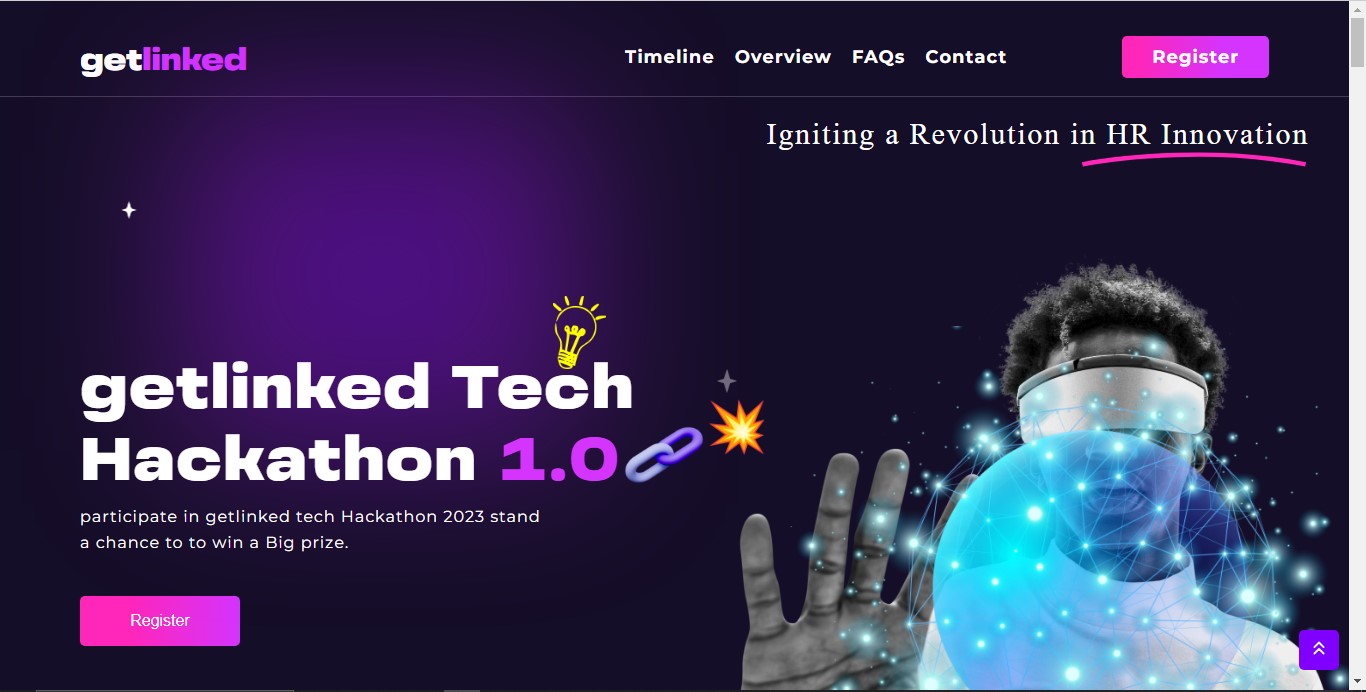 getlinked
Timeline Overview FAQs Contact
Register
Igniting a Revolution in HR Innovation
getlinked Tech
Hackathon 1.0
participate in getlinked tech Hackathon 2023 stand
a chance to to win a Big prize.
Register